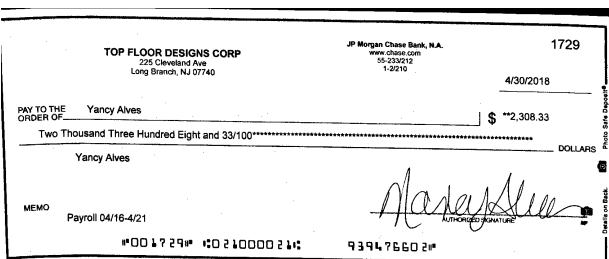 TOP FLOOR DESIGNS CORP
225 Cleveland Ave
Long Branch, NJ 07740
JP Morgan Chase Bank, N.A.
www.chase.com
55-233/212
1-2/210
1729
4/30/2018
PAY TO THE
ORDER OF
Yancy Alves
$ **2,308.33
Two Thousand Three Hundred Eight and 33/100******************************
DOLLARS
Yancy Alves
MEMO
Payroll 04/16-4/21
AUTHORIZED SIGNATURE
MP
⑈001729⑈ ⑆021000021⑆ 939476602⑈
Photo Safe Deposit®
Details on Back.